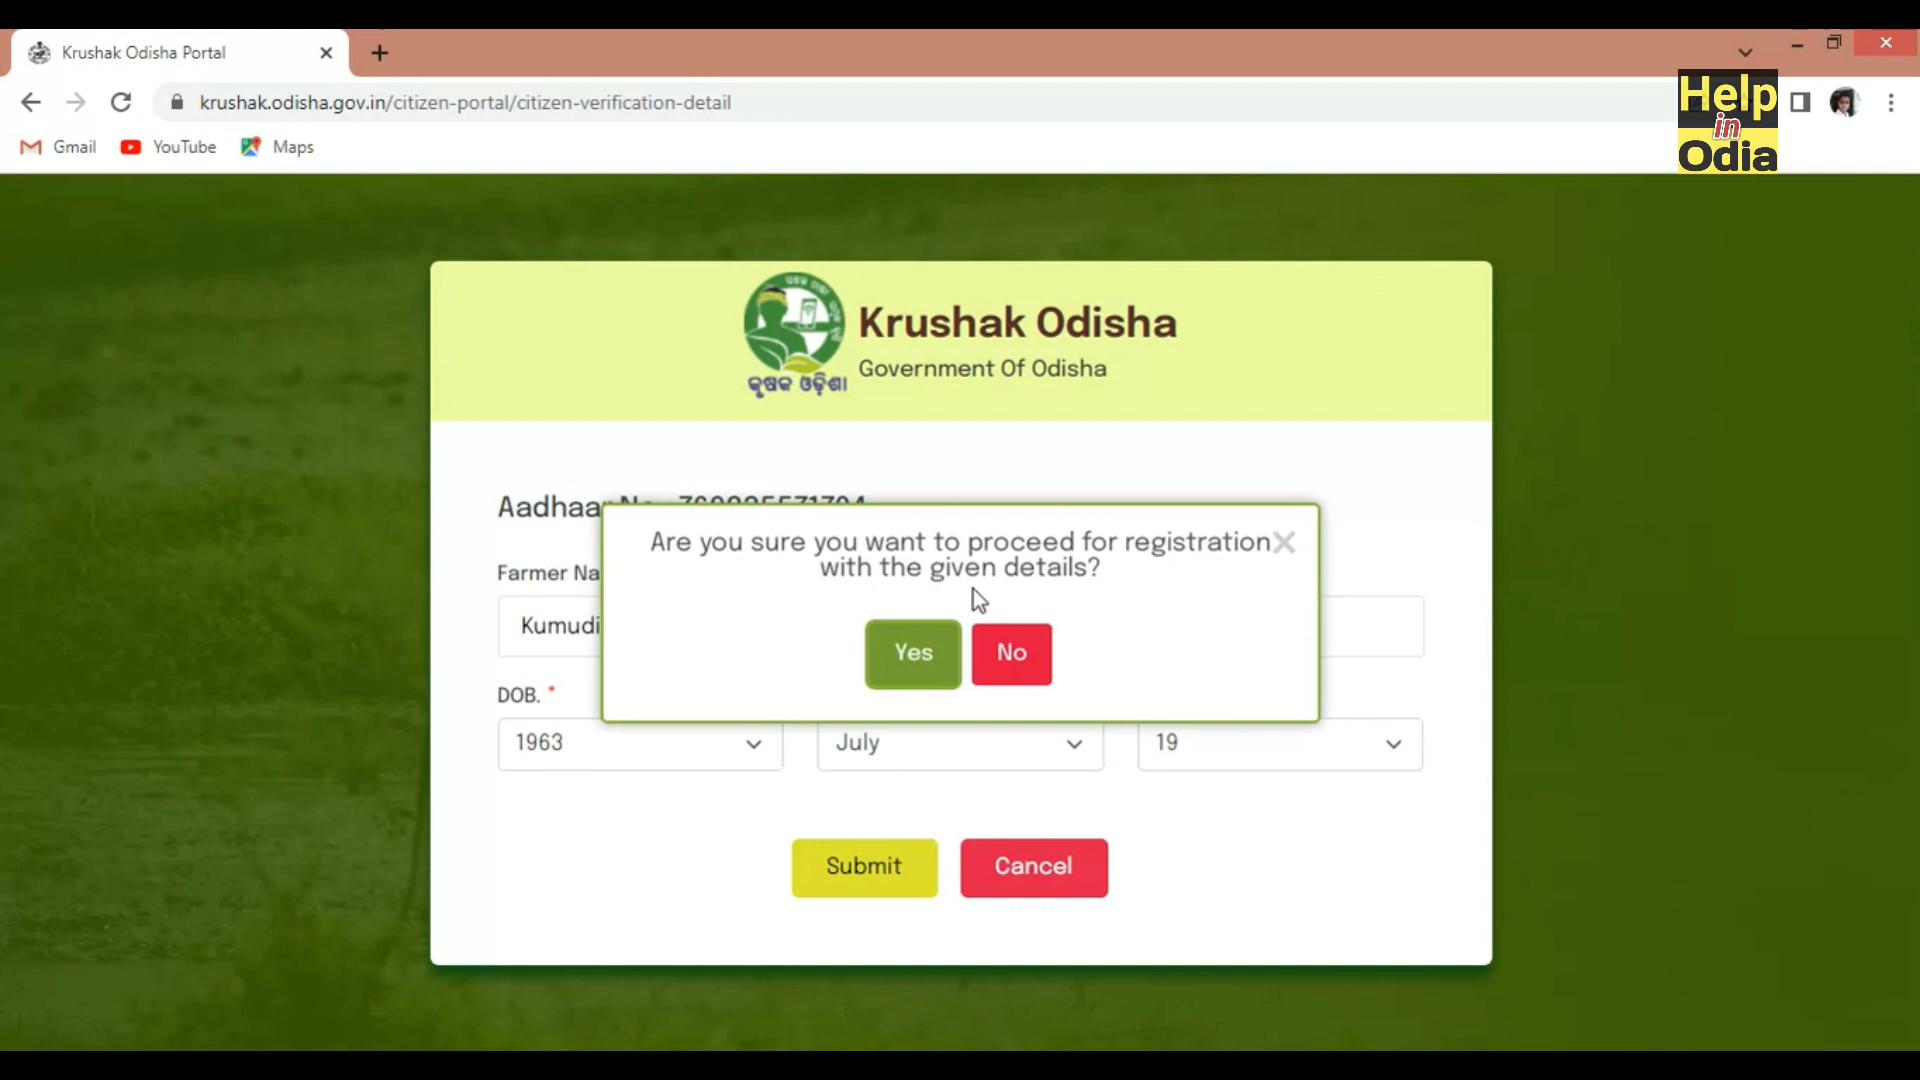 Krushak Odisha Portal
krushak.odisha.gov.in/citizen-portal/citizen-verification-detail
Gmail
YouTube
Maps
Help
in
Odia
Krushak Odisha
Government Of Odisha
କୃଷକ ଓଡ଼ିଶା
Aadhaa
Are you sure you want to proceed for registration
with the given details?
Farmer Na
Kumudi
Yes
No
DOB. *
1963
July
19
Submit
Cancel